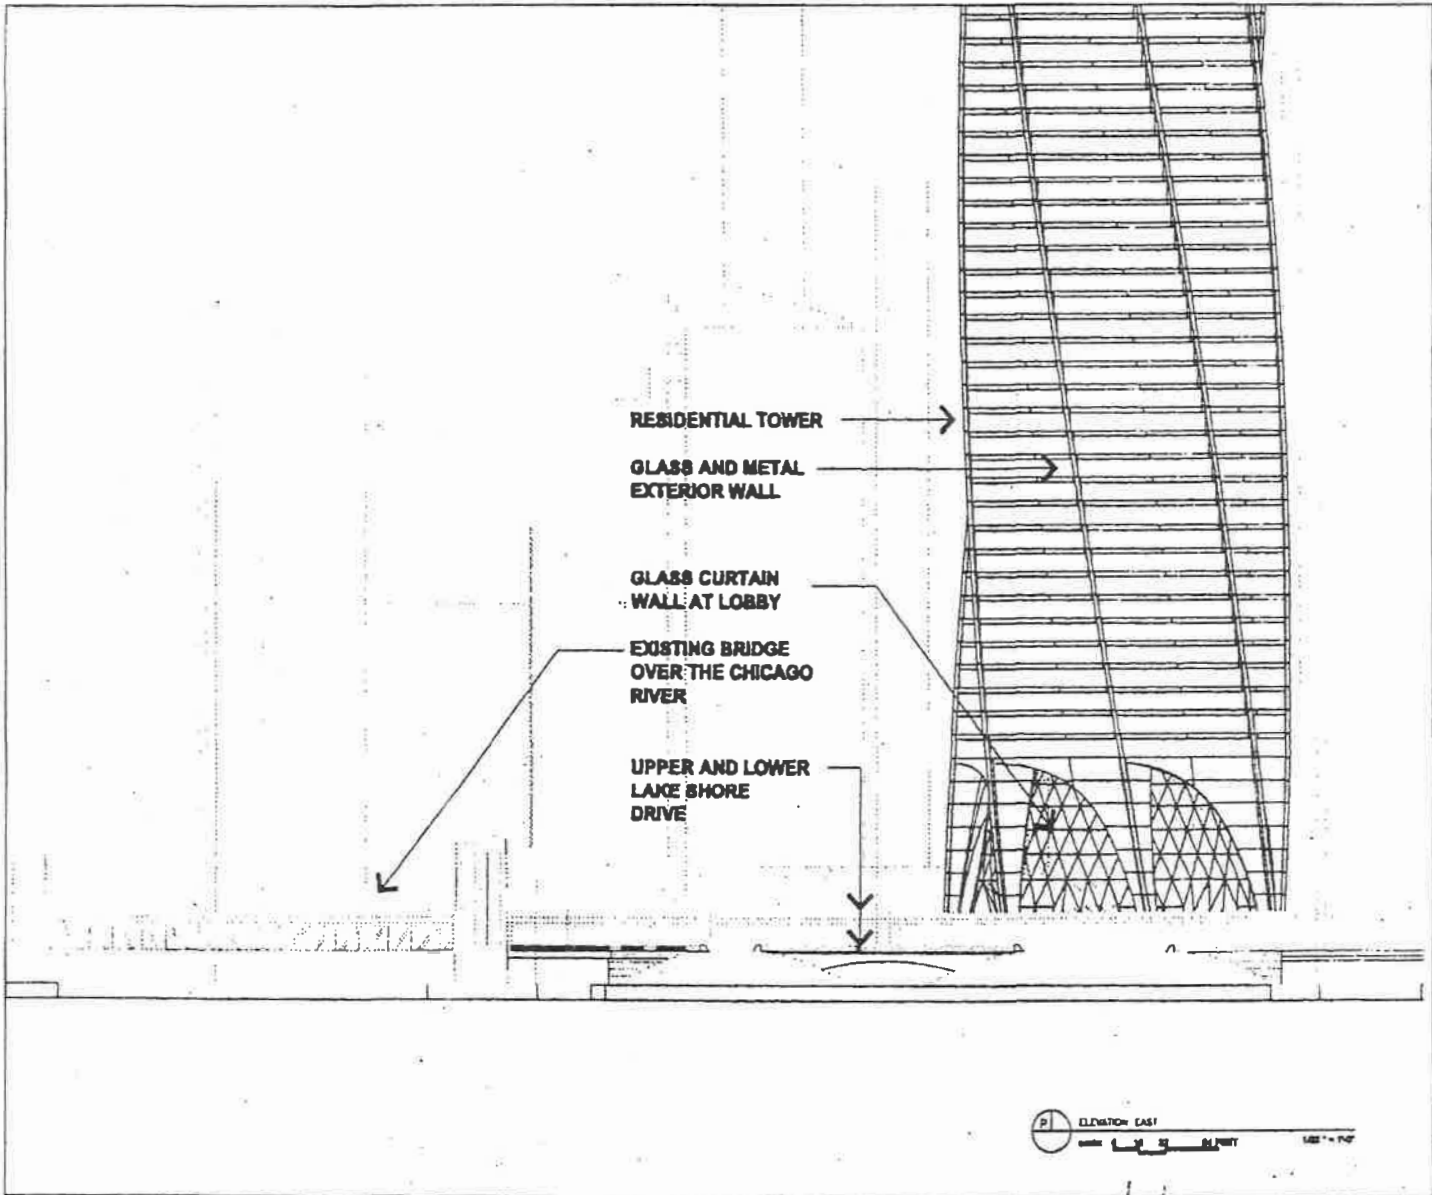 RESIDENTIAL TOWER
GLASS AND METAL
EXTERIOR WALL
GLASS CURTAIN
WALL AT LOBBY
EXISTING BRIDGE
OVER THE CHICAGO
RIVER
UPPER AND LOWER
LAKE SHORE
DRIVE
P
ELEVATION EAST